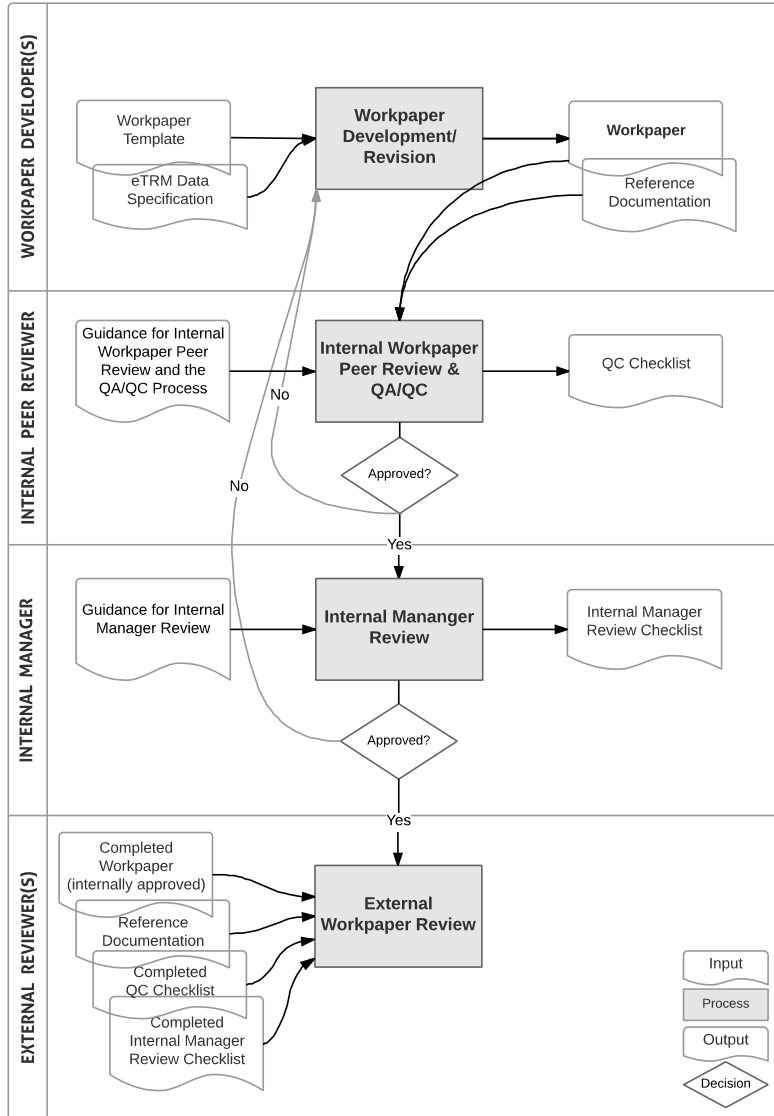 WORKPAPER DEVELOPER(S)
Workpaper
Template
eTRM Data
Specification
Workpaper
Development/
Revision
Workpaper
Reference
Documentation
INTERNAL PEER REVIEWER
Guidance for Internal
Workpaper Peer
Review and the
QA/QC Process
Internal Workpaper
Peer Review &
QA/QC
QC Checklist
No
Approved?
No
Yes
INTERNAL MANAGER
Guidance for Internal
Manager Review
Internal Mananger
Review
Internal Manager
Review Checklist
Approved?
Yes
EXTERNAL REVIEWER(S)
Completed
Workpaper
(internally approved)
Reference
Documentation
Completed
QC Checklist
Completed
Internal Manager
Review Checklist
External
Workpaper Review
Input
Process
Output
Decision